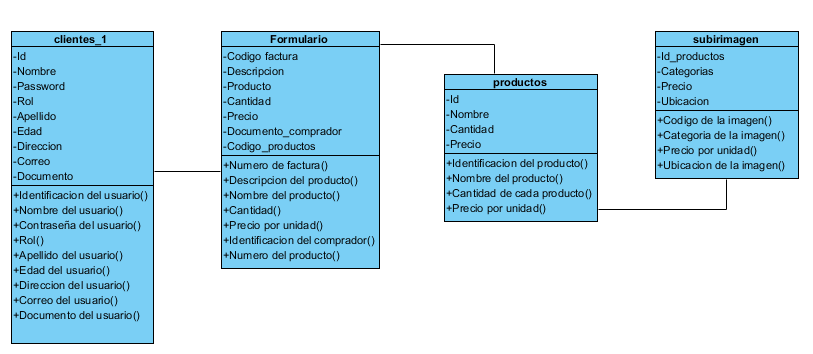 clientes_1
-Id
-Nombre
-Password
-Rol
-Apellido
-Edad
-Direccion
-Correo
-Documento
+Identificacion del usuario()
+Nombre del usuario()
+Contraseña del usuario()
+Rol()
+Apellido del usuario()
+Edad del usuario()
+Direccion del usuario()
+Correo del usuario()
+Documento del usuario()
Formulario
-Codigo factura
-Descripcion
-Producto
-Cantidad
-Precio
-Documento_comprador
-Codigo_productos
+Numero de factura()
+Descripcion del producto()
+Nombre del producto()
+Cantidad()
+Precio por unidad()
+Identificacion del comprador()
+Numero del producto()
productos
-Id
-Nombre
-Cantidad
-Precio
+Identificacion del producto()
+Nombre del producto()
+Cantidad de cada producto()
+Precio por unidad()
subirimagen
-Id_productos
-Categorias
-Precio
-Ubicacion
+Codigo de la imagen()
+Categoria de la imagen()
+Precio por unidad()
+Ubicacion de la imagen()